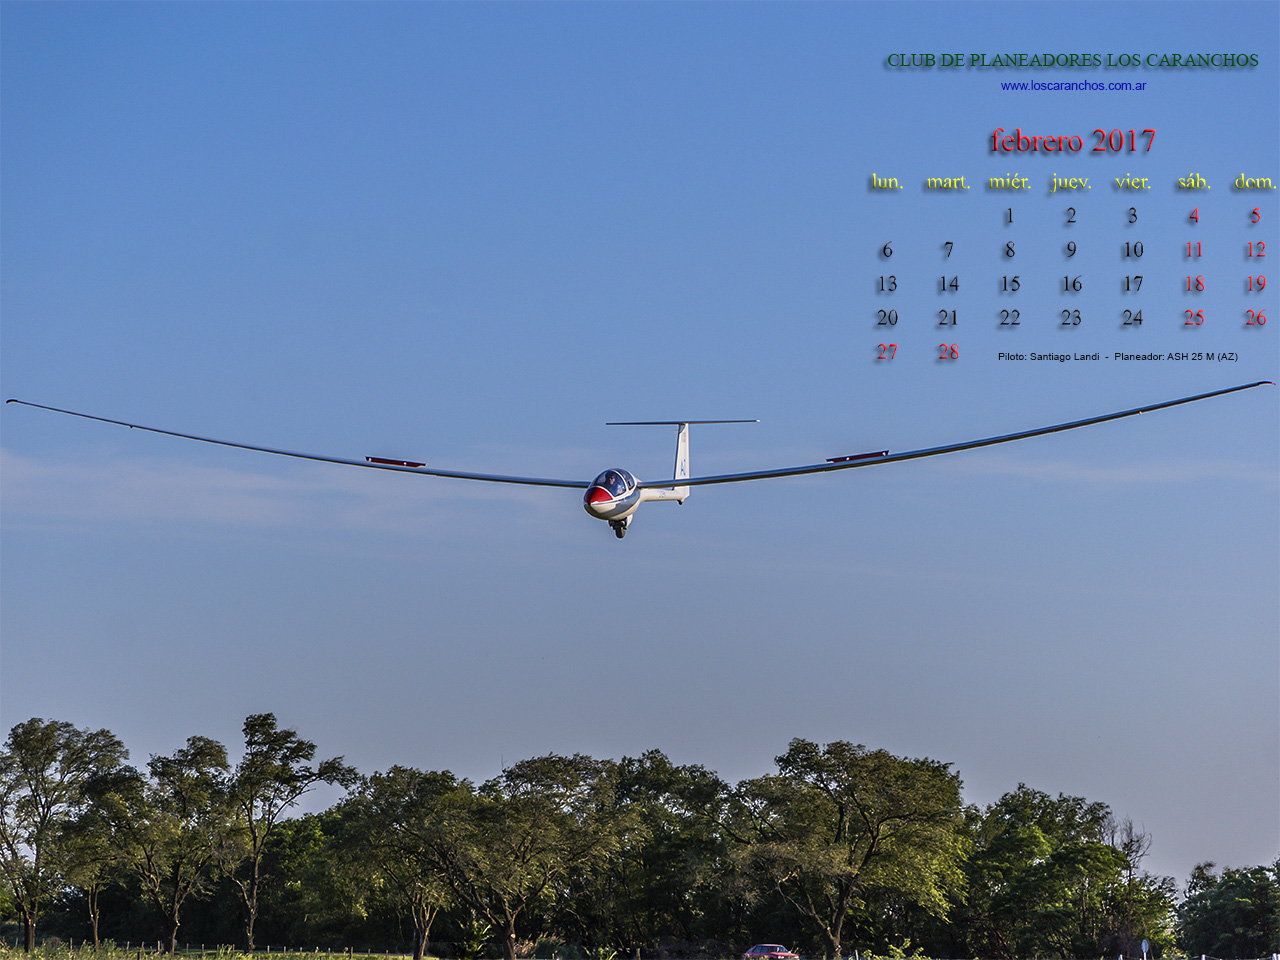 CLUB DE PLANEADORES LOS CARANCHOS
www.loscaranchos.com.ar
febrero 2017
lun. mart. miér. juev. vier. sáb. dom.
1 2 3 4 5
6 7 8 9 10 11 12
13 14 15 16 17 18 19
20 21 22 23 24 25 26
27 28
Piloto: Santiago Landi - Planeador: ASH 25 M (AZ)